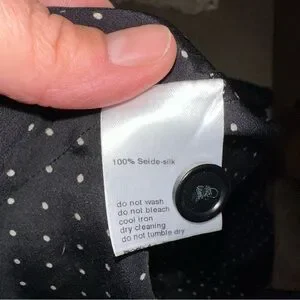 100% Seide-silk
do not wash
do not bleach
cool iron
dry cleaning
do not tumble dry